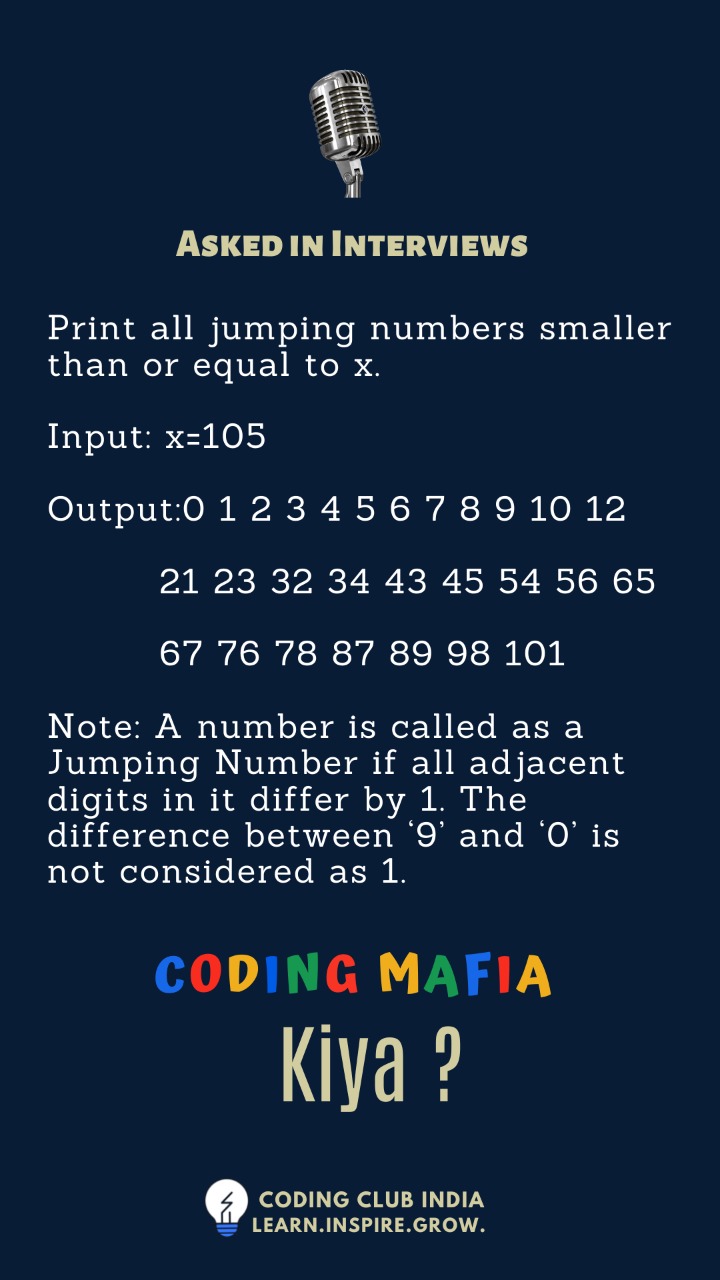 Asked in Interviews
Print all jumping numbers smaller
than or equal to x.
Input: x=105
Output:0 1 2 3 4 5 6 7 8 9 10 12
21 23 32 34 43 45 54 56 65
67 76 78 87 89 98 101
Note: A number is called as a
Jumping Number if all adjacent
digits in it differ by 1. The
difference between ‘9’ and ‘0’ is
not considered as 1.
CODING MAFIA
Kiya ?
CODING CLUB INDIA
LEARN.INSPIRE.GROW.